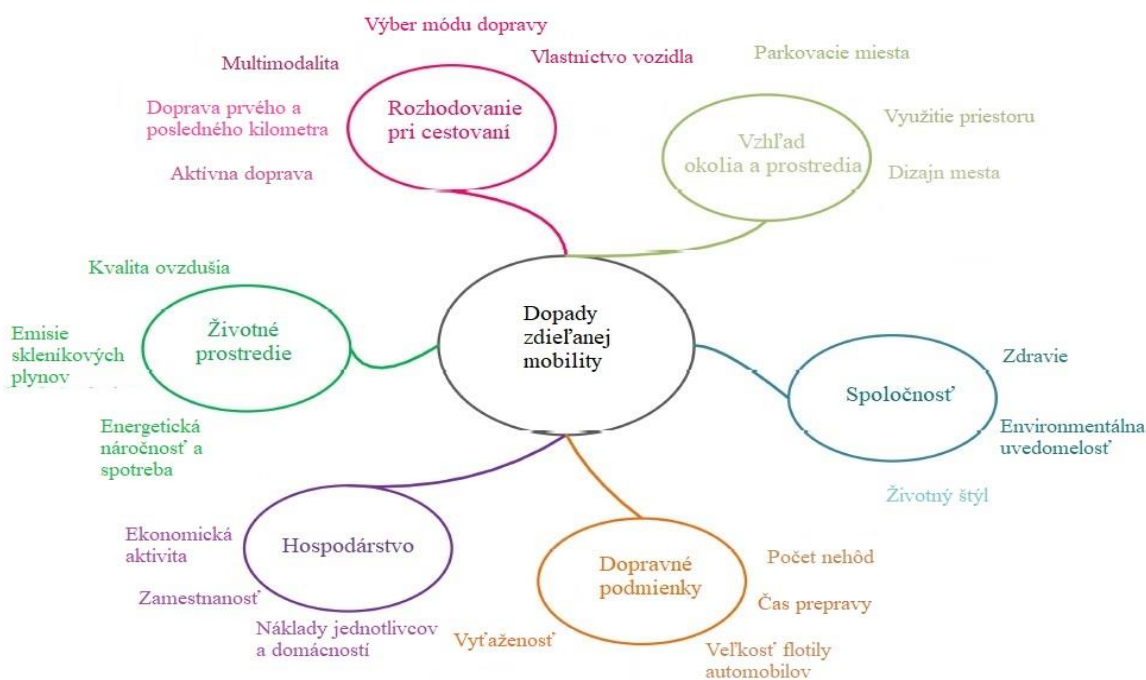 Výber módu dopravy
Vlastníctvo vozidla
Multimodalita
Doprava prvého a
posledného kilometra
Aktívna doprava
Rozhodovanie
pri cestovaní
Parkovacie miesta
Využitie priestoru
Dizajn mesta
Vzhľad
okolia a prostredia
Kvalita ovzdušia
Životné
prostredie
Emisie
skleníkových
plynov
Energetická
náročnosť a
spotreba
Dopady
zdieľanej
mobility
Spoločnosť
Zdravie
Environmentálna
uvedomelosť
Životný štýl
Ekonomická
aktivita
Hospodárstvo
Zamestnanosť
Náklady jednotlivcov
a domácností
Dopravné
podmienky
Počet nehôd
Čas prepravy
Vyťaženosť
Veľkosť flotily
automobilov